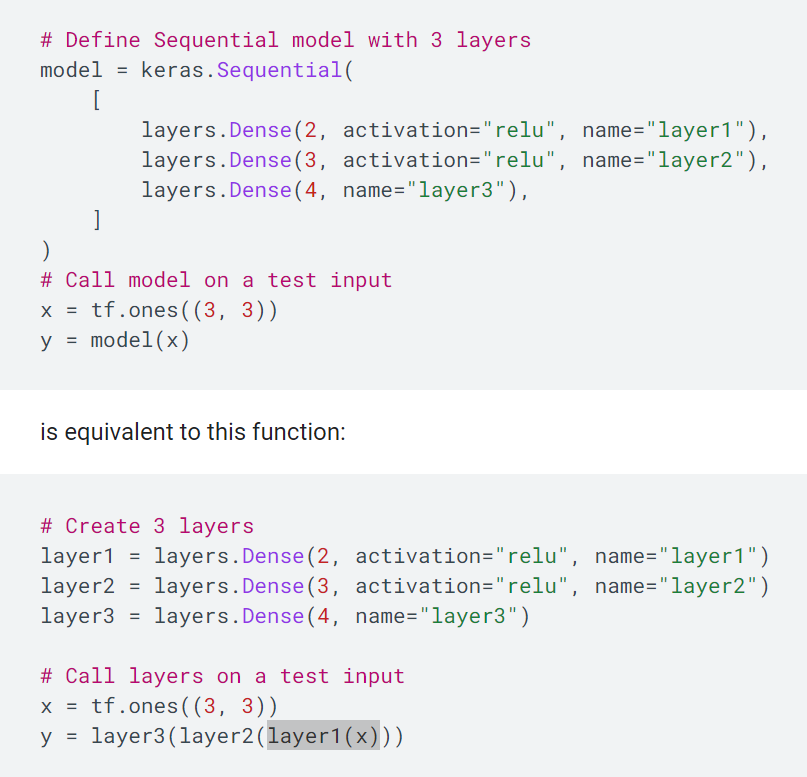 # Define Sequential model with 3 layers
model = keras.Sequential(
    [
        layers.Dense(2, activation="relu", name="layer1"),
        layers.Dense(3, activation="relu", name="layer2"),
        layers.Dense(4, name="layer3"),
    ]
)
# Call model on a test input
x = tf.ones((3, 3))
y = model(x)
is equivalent to this function:
# Create 3 layers
layer1 = layers.Dense(2, activation="relu", name="layer1")
layer2 = layers.Dense(3, activation="relu", name="layer2")
layer3 = layers.Dense(4, name="layer3")
# Call layers on a test input
x = tf.ones((3, 3))
y = layer3(layer2(layer1(x)))